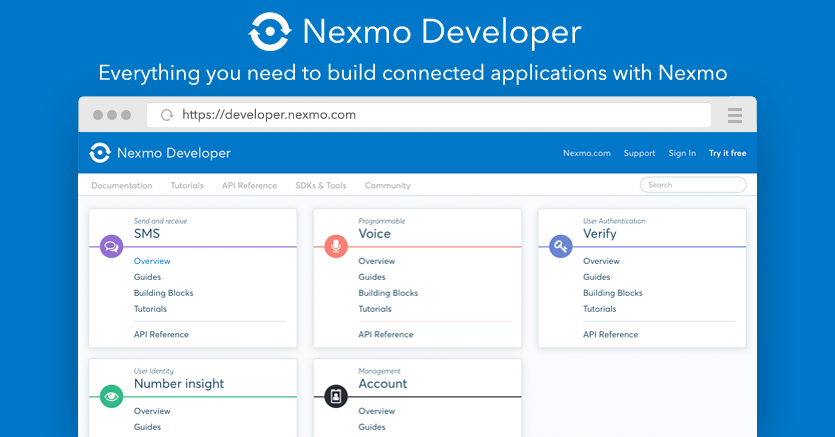 Nexmo Developer
Everything you need to build connected applications with Nexmo
https://developer.nexmo.com
Nexmo Developer
Nexmo.com Support Sign In Try it free
Documentation Tutorials API Reference SDKs & Tools Community
Search
Send and receive
SMS
Overview
Guides
Building Blocks
Tutorials
API Reference
Programmable
Voice
Overview
Guides
Building Blocks
Tutorials
API Reference
User Authentication
Verify
Overview
Guides
Building Blocks
Tutorials
API Reference
User Identity
Number insight
Overview
Guides
Management
Account
Overview
Guides